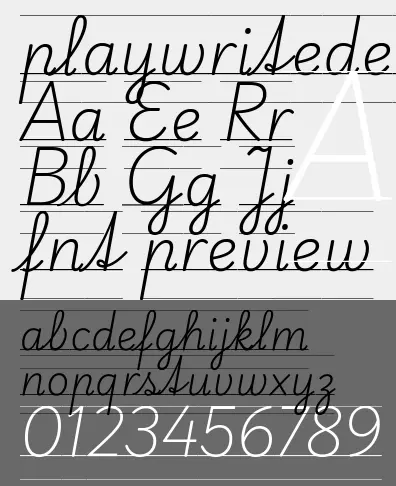 playwritede
Aa Ee Rr A
Bb Gg Jj
fnt preview
abcdefghijklm
nopqrstuvwxyz
0123456789